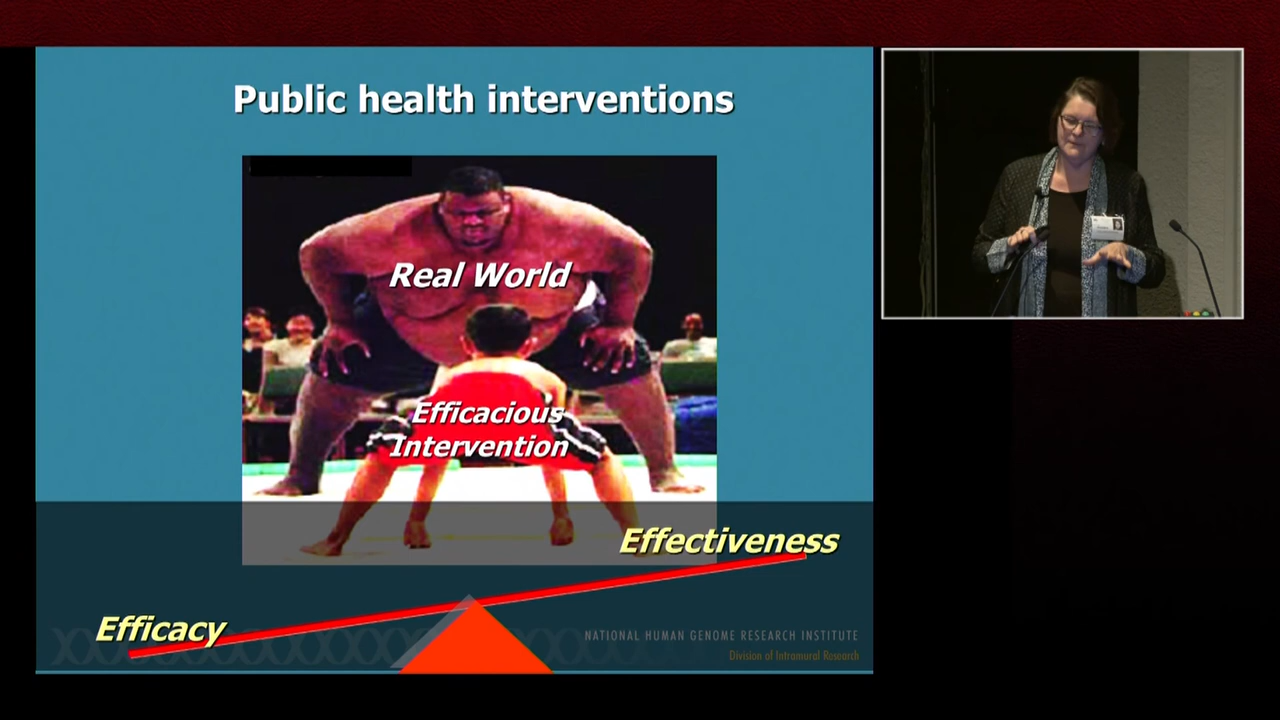 Public health interventions
Real World
Efficacious
Intervention
Effectiveness
Efficacy
NATIONAL HUMAN GENOME RESEARCH INSTITUTE
Division of Intramural Research